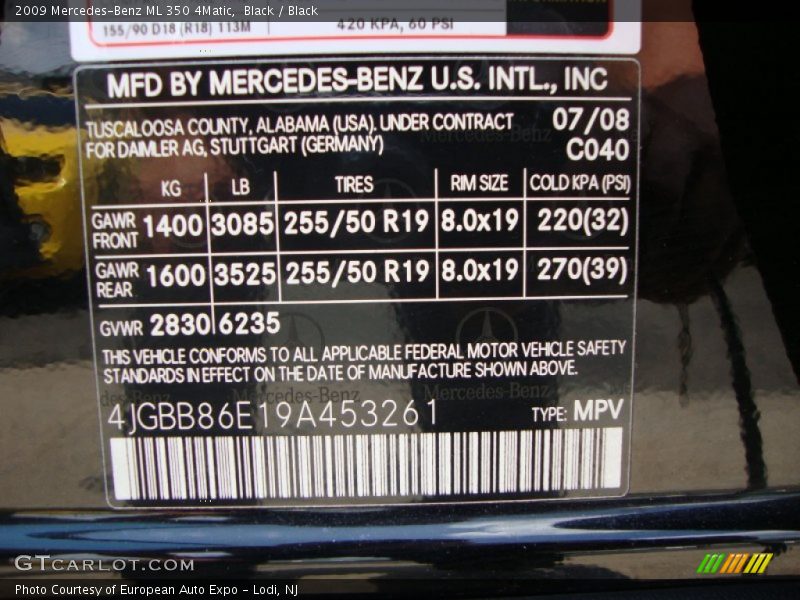 2009 Mercedes-Benz ML 350 4Matic, Black / Black
155/90 D18 (R18) 113M 420 KPA, 60 PSI
MFD BY MERCEDES-BENZ U.S. INTL., INC
TUSCALOOSA COUNTY, ALABAMA (USA). UNDER CONTRACT 07/08
FOR DAIMLER AG, STUTTGART (GERMANY) C040
KG LB TIRES RIM SIZE COLD KPA (PSI)
GAWR FRONT 1400 3085 255/50 R19 8.0x19 220(32)
GAWR REAR 1600 3525 255/50 R19 8.0x19 270(39)
GVWR 2830 6235
THIS VEHICLE CONFORMS TO ALL APPLICABLE FEDERAL MOTOR VEHICLE SAFETY
STANDARDS IN EFFECT ON THE DATE OF MANUFACTURE SHOWN ABOVE.
4JGBB86E19A453261 TYPE: MPV
GTCARLOT.COM
Photo Courtesy of European Auto Expo - Lodi, NJ